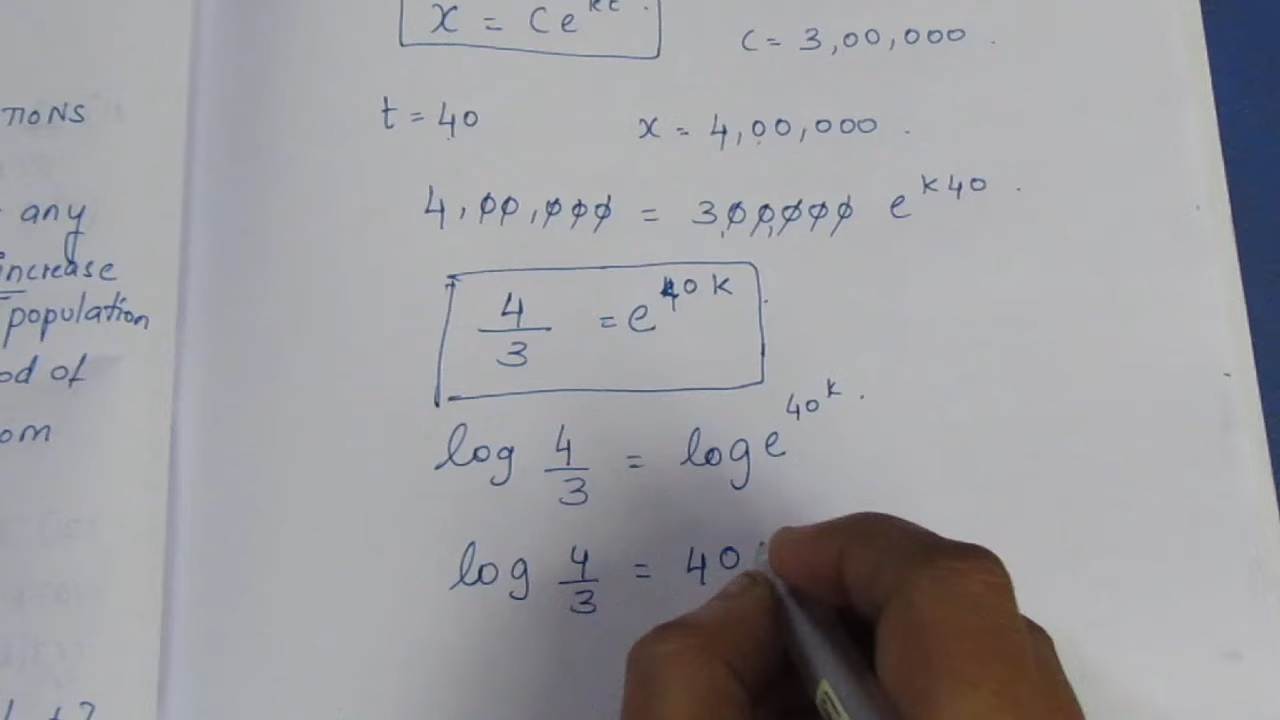 TIONS
any
increase
population
od of
om
x = Ce^kt.
C = 3,00,000.
t = 40
x = 4,00,000.
4,00,000 = 300000 e^k40.
4/3 = e^40k
log 4/3 = log e^40k.
log 4/3 = 40